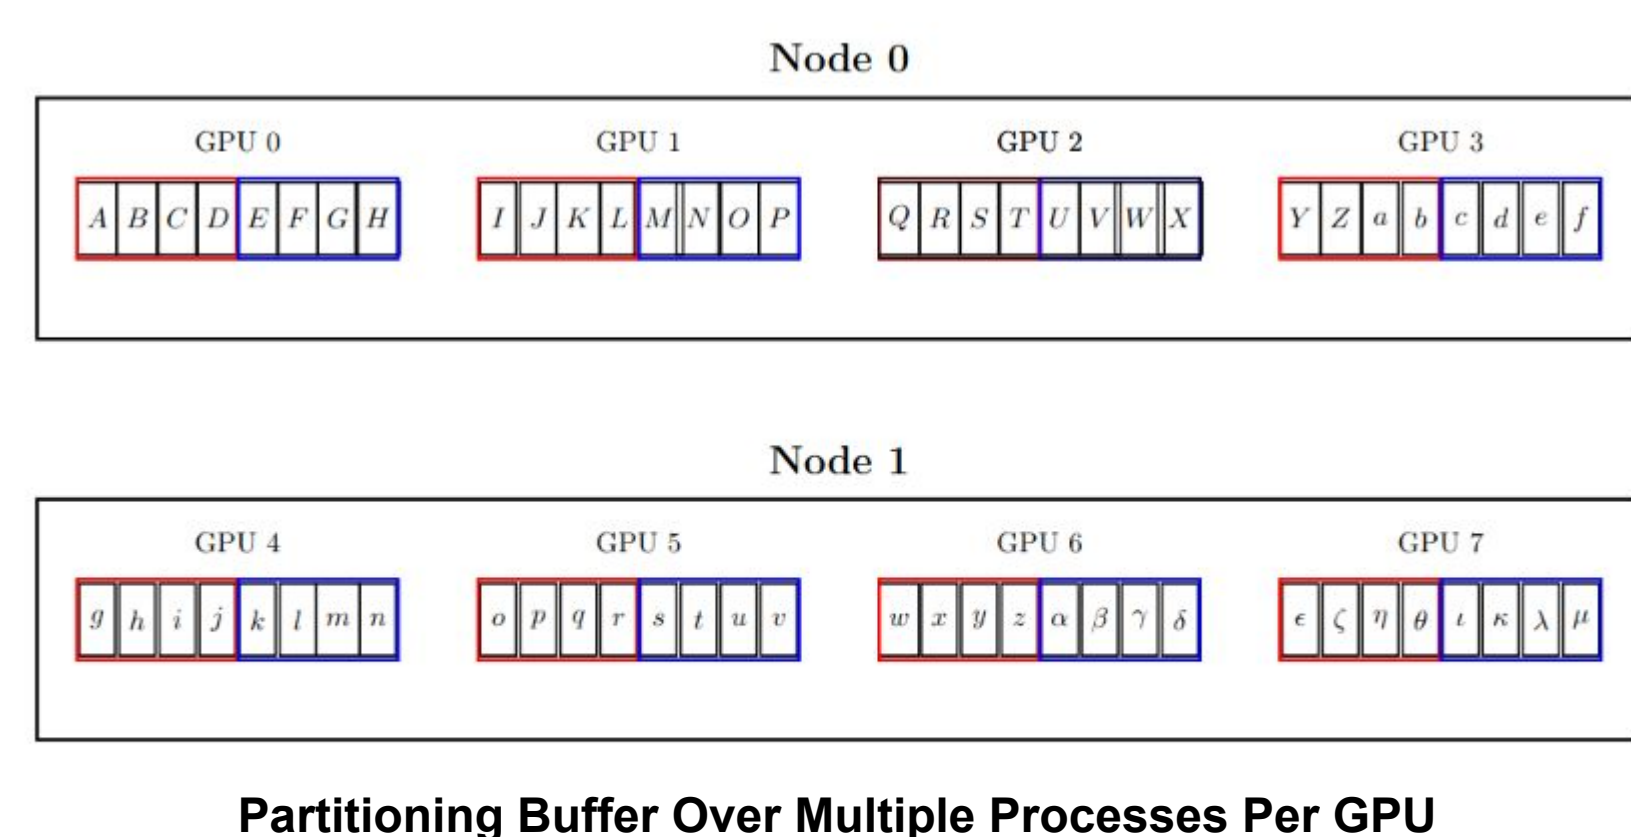 Node 0
GPU 0 GPU 1 GPU 2 GPU 3
A B C D E F G H I J K L M N O P Q R S T U V W X Y Z a b c d e f
Node 1
GPU 4 GPU 5 GPU 6 GPU 7
g h i j k l m n o p q r s t u v w x y z α β γ δ ϵ ζ η θ ι κ λ μ
Partitioning Buffer Over Multiple Processes Per GPU